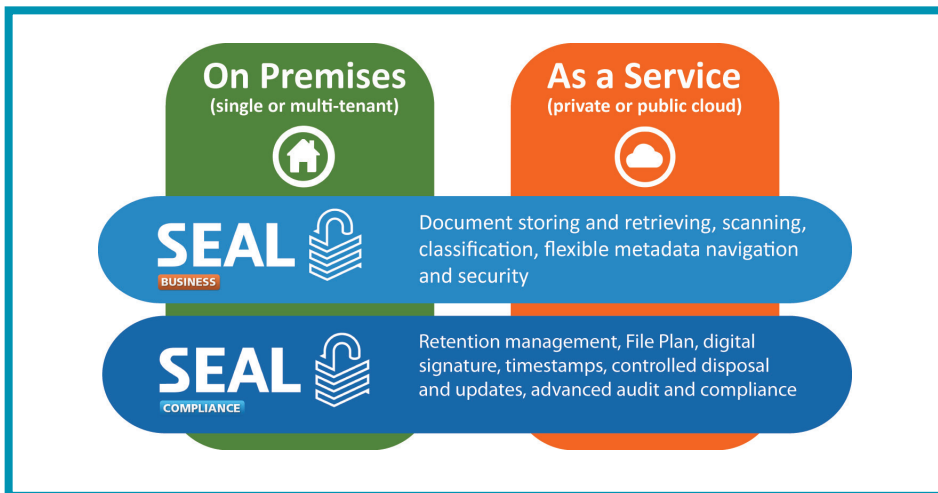 On Premises
(single or multi-tenant)
As a Service
(private or public cloud)
SEAL
BUSINESS
Document storing and retrieving, scanning,
classification, flexible metadata navigation
and security
SEAL
COMPLIANCE
Retention management, File Plan, digital
signature, timestamps, controlled disposal
and updates, advanced audit and compliance